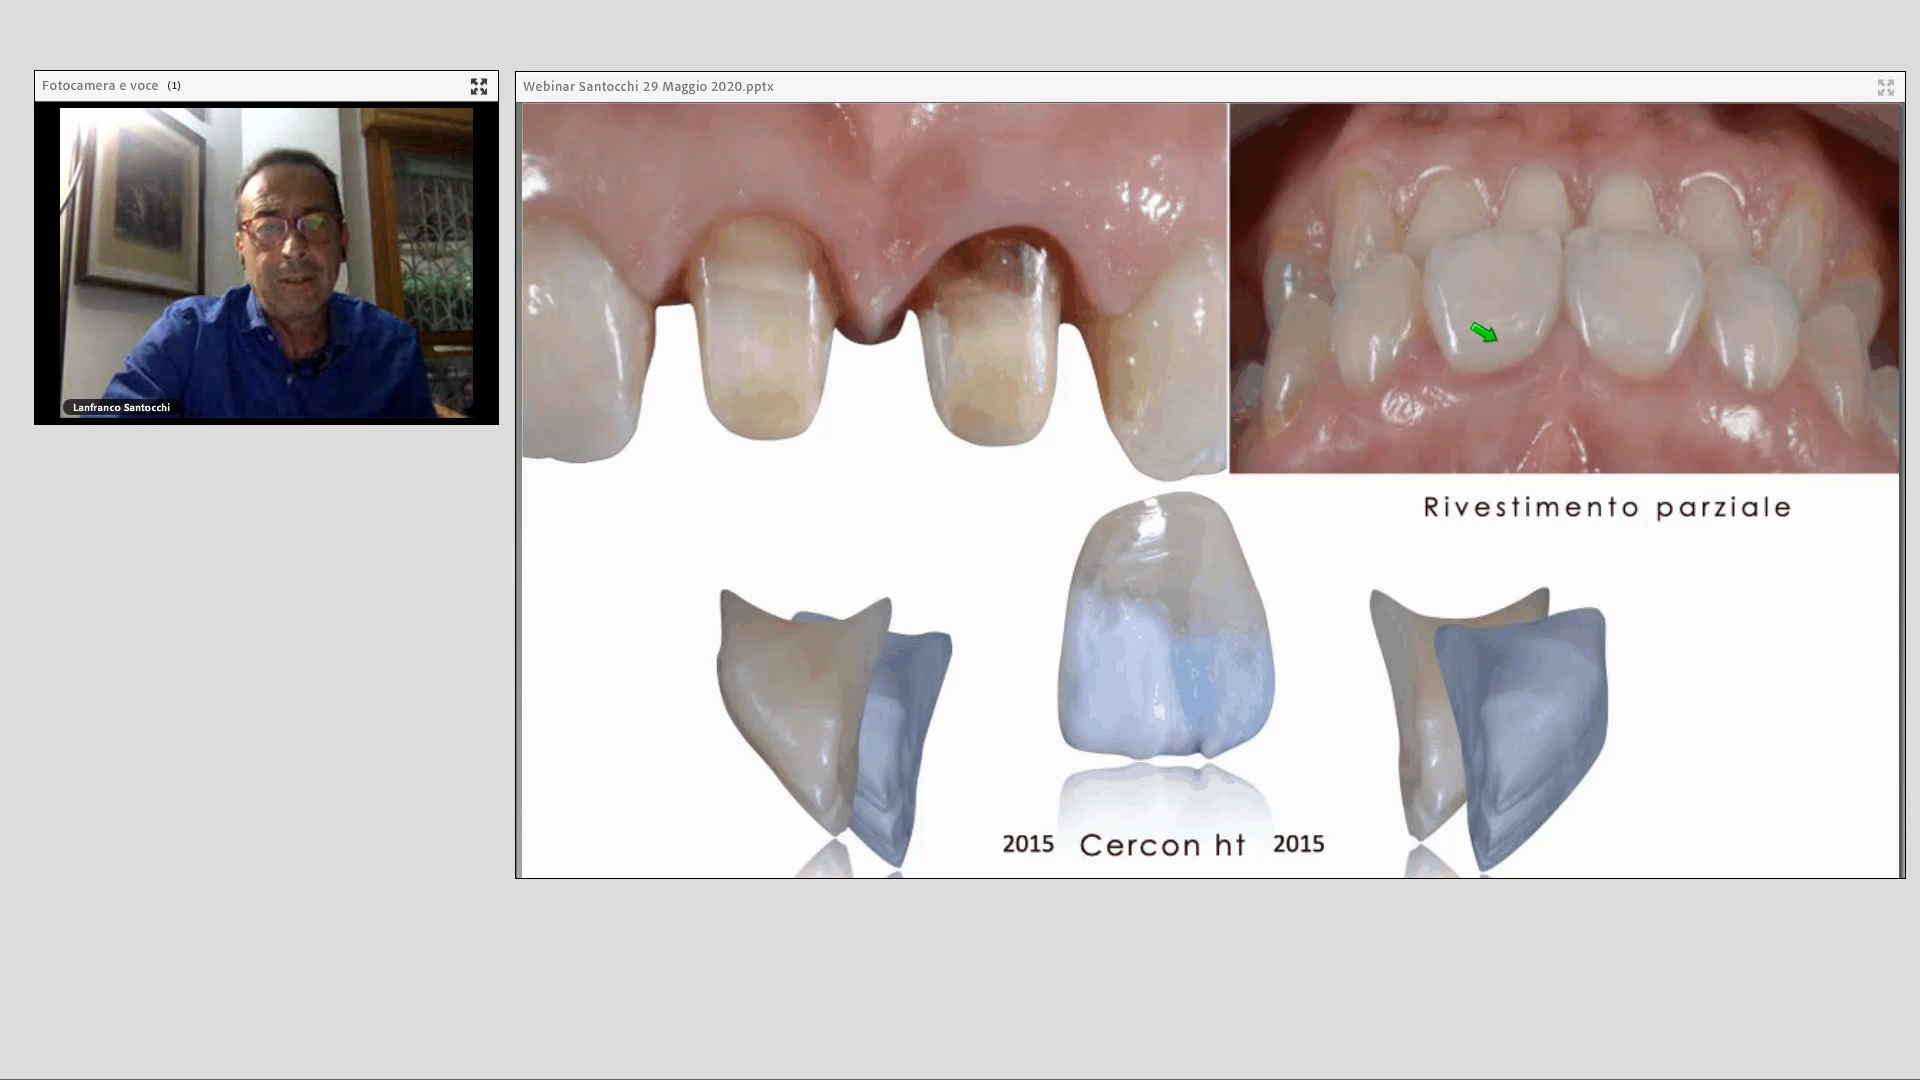 Fotocamera e voce (1)
Lanfranco Santocchi
Webinar Santocchi 29 Maggio 2020.pptx
Rivestimento parziale
2015 Cercon ht 2015